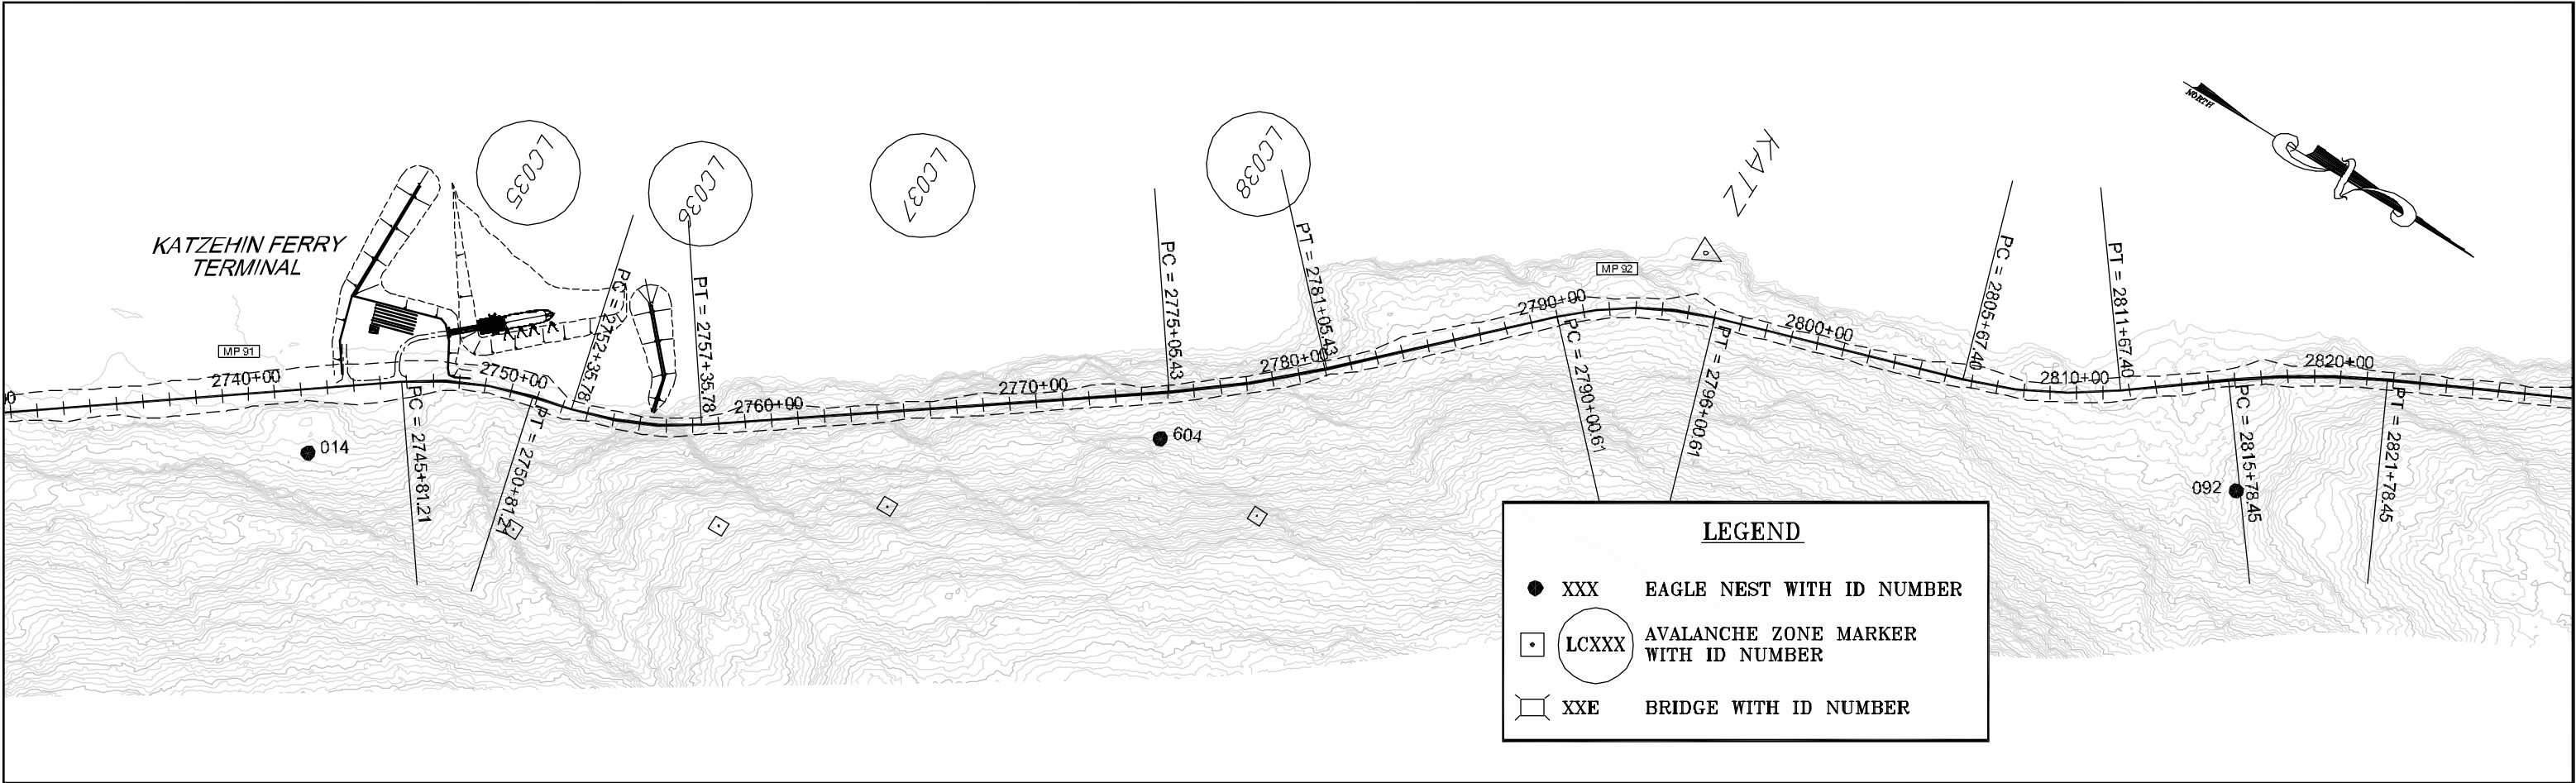 LC035
LC036
LC037
LC038
KATZ
NORTH
KATZEHIN FERRY
TERMINAL
MP 91
MP 92
2740+00
2750+00
2760+00
2770+00
2780+00
2790+00
2800+00
2810+00
2820+00
PC = 2745+81.21
PT = 2750+81.21
PC = 2752+35.78
PT = 2757+35.78
PC = 2775+05.43
PT = 2781+05.43
PC = 2790+00.61
PT = 2796+00.61
PC = 2805+67.40
PT = 2811+67.40
PC = 2815+78.45
PT = 2821+78.45
014
604
092
LEGEND
XXX EAGLE NEST WITH ID NUMBER
LCXXX AVALANCHE ZONE MARKER
WITH ID NUMBER
XXE BRIDGE WITH ID NUMBER